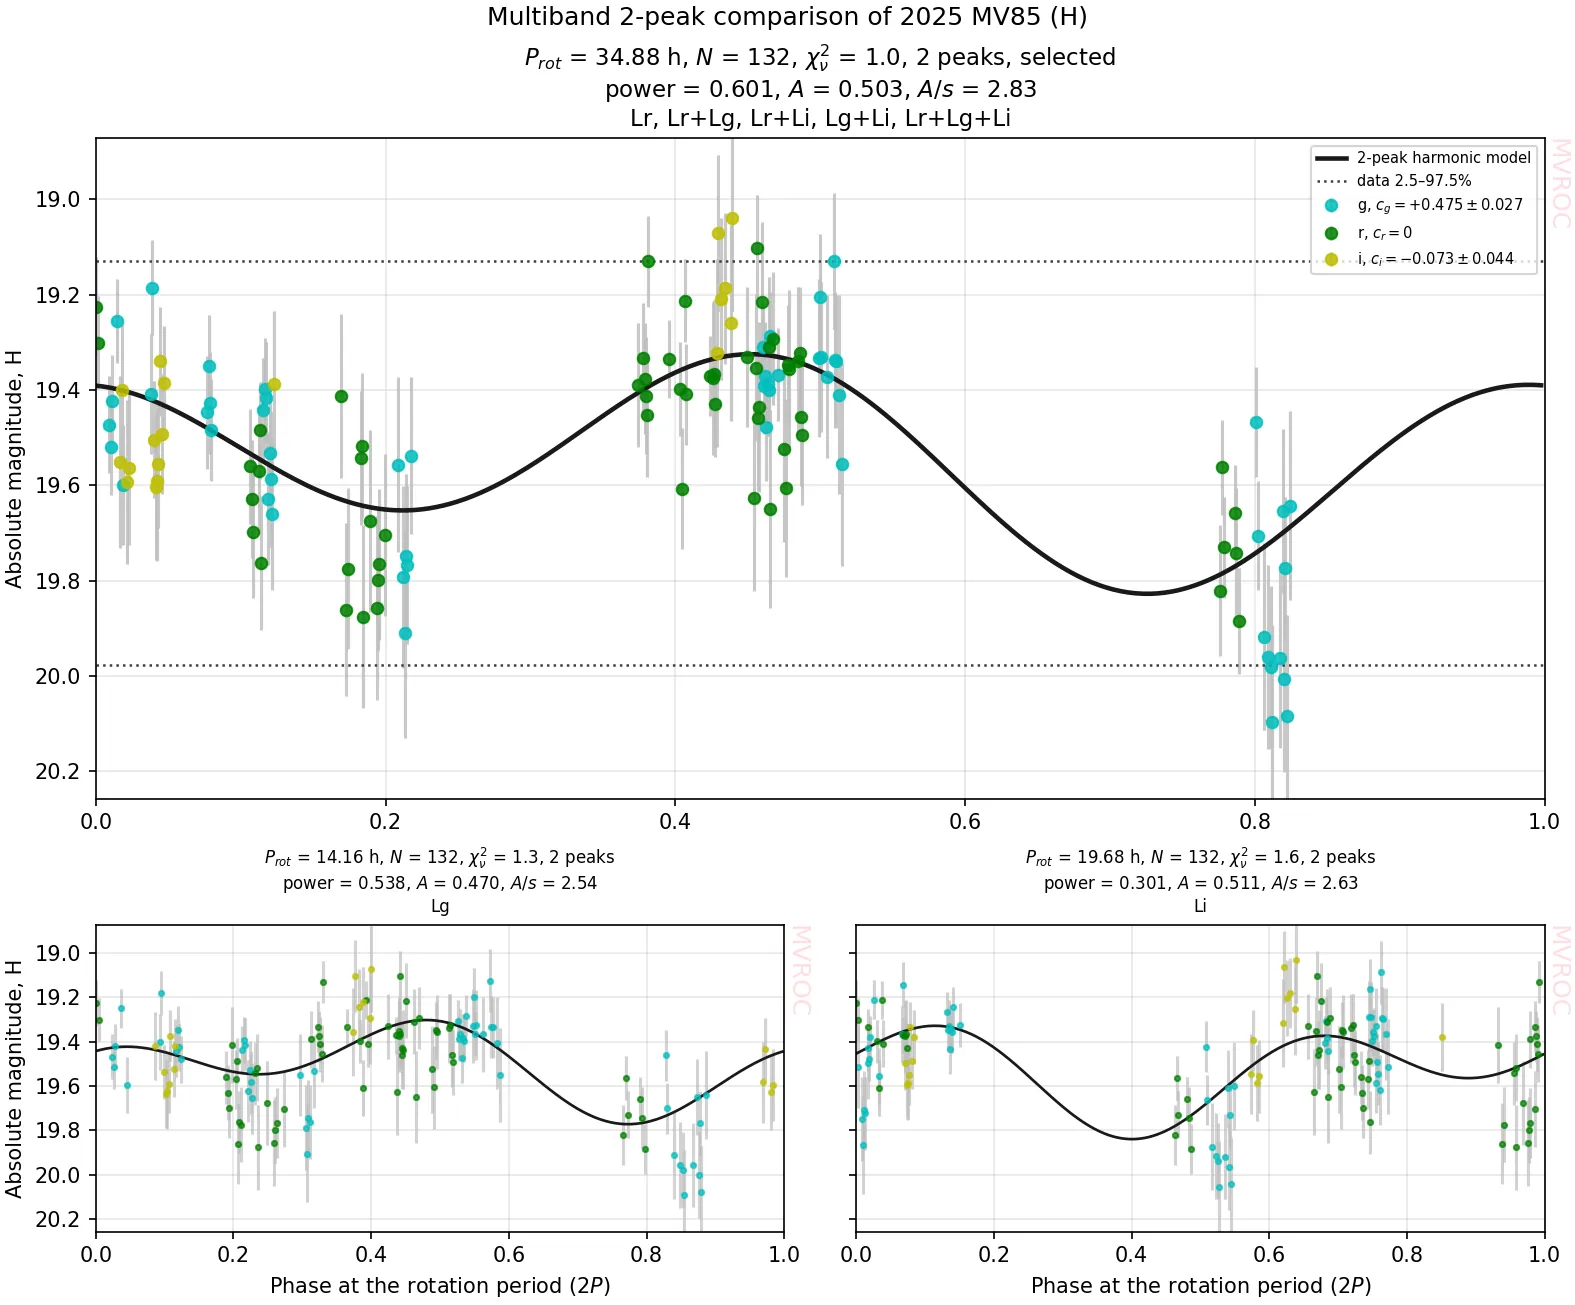 Multiband 2-peak comparison of 2025 MV85 (H)
P_rot = 34.88 h, N = 132, χ²_ν = 1.0, 2 peaks, selected
power = 0.601, A = 0.503, A/s = 2.83
Lr, Lr+Lg, Lr+Li, Lg+Li, Lr+Lg+Li
MVROC
2-peak harmonic model
data 2.5–97.5%
g, c_g = +0.475 ± 0.027
r, c_r = 0
i, c_i = −0.073 ± 0.044
Absolute magnitude, H
19.0
19.2
19.4
19.6
19.8
20.0
20.2
0.0 0.2 0.4 0.6 0.8 1.0
P_rot = 14.16 h, N = 132, χ²_ν = 1.3, 2 peaks
power = 0.538, A = 0.470, A/s = 2.54
Lg
MVROC
Absolute magnitude, H
19.0
19.2
19.4
19.6
19.8
20.0
20.2
0.0 0.2 0.4 0.6 0.8 1.0
Phase at the rotation period (2P)
P_rot = 19.68 h, N = 132, χ²_ν = 1.6, 2 peaks
power = 0.301, A = 0.511, A/s = 2.63
Li
MVROC
0.0 0.2 0.4 0.6 0.8 1.0
Phase at the rotation period (2P)